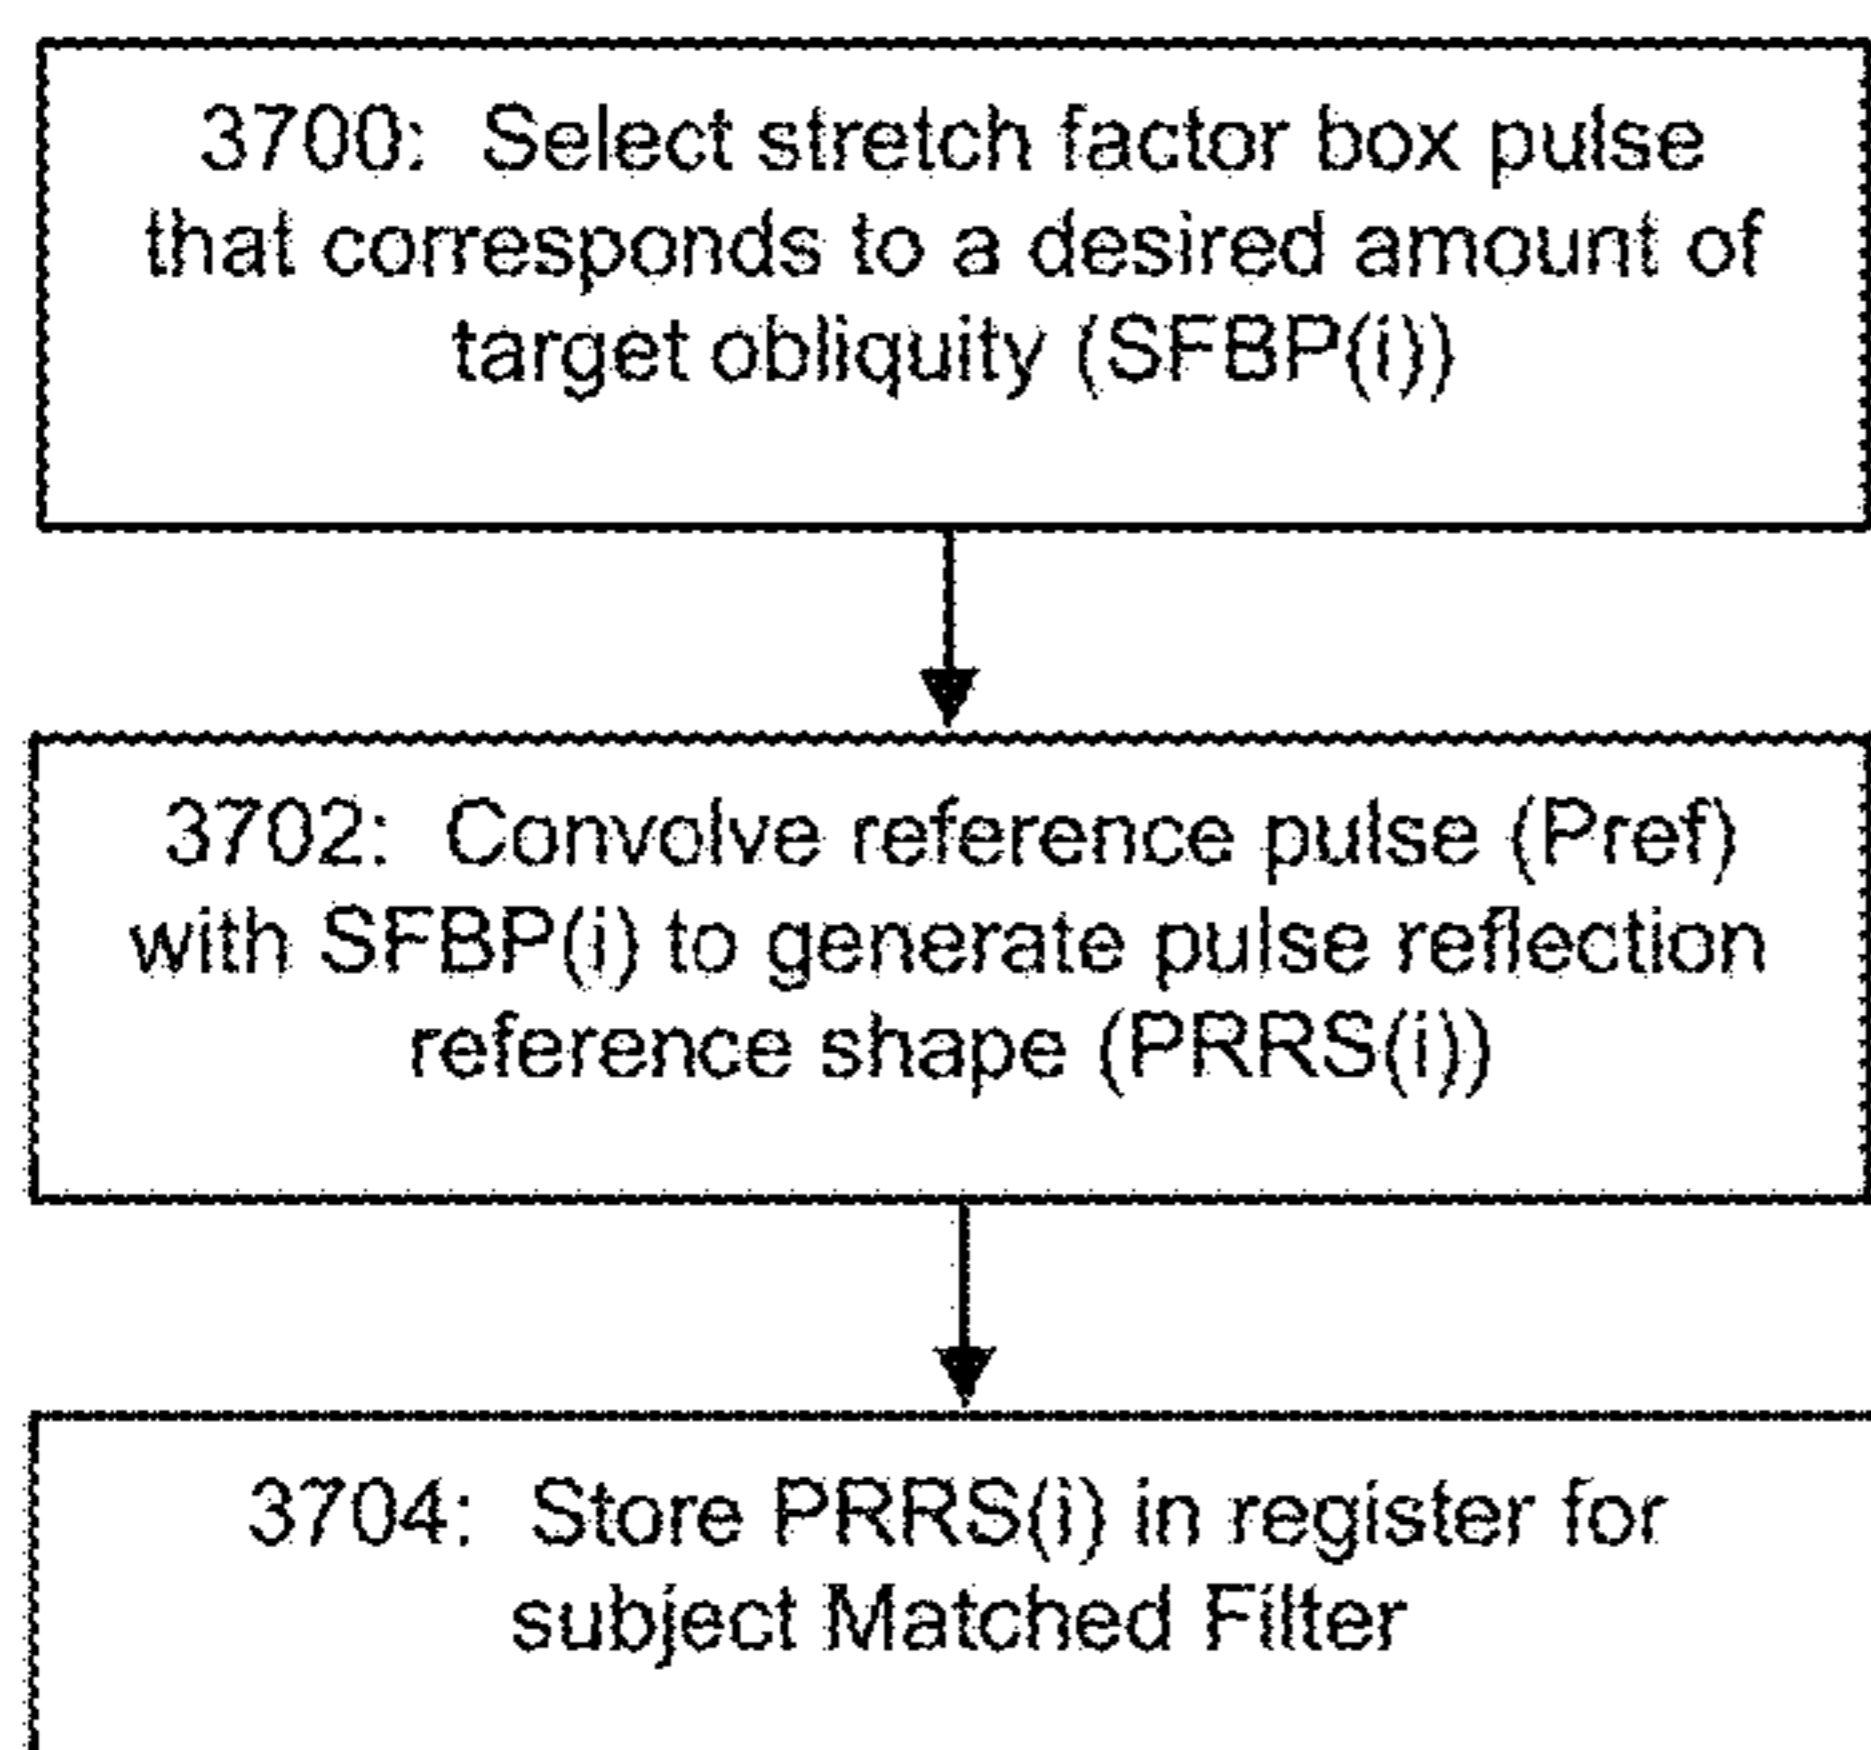 3700: Select stretch factor box pulse
that corresponds to a desired amount of
target obliquity (SFBP(i))
3702: Convolve reference pulse (Pref)
with SFBP(i) to generate pulse reflection
reference shape (PRRS(i))
3704: Store PRRS(i) in register for
subject Matched Filter